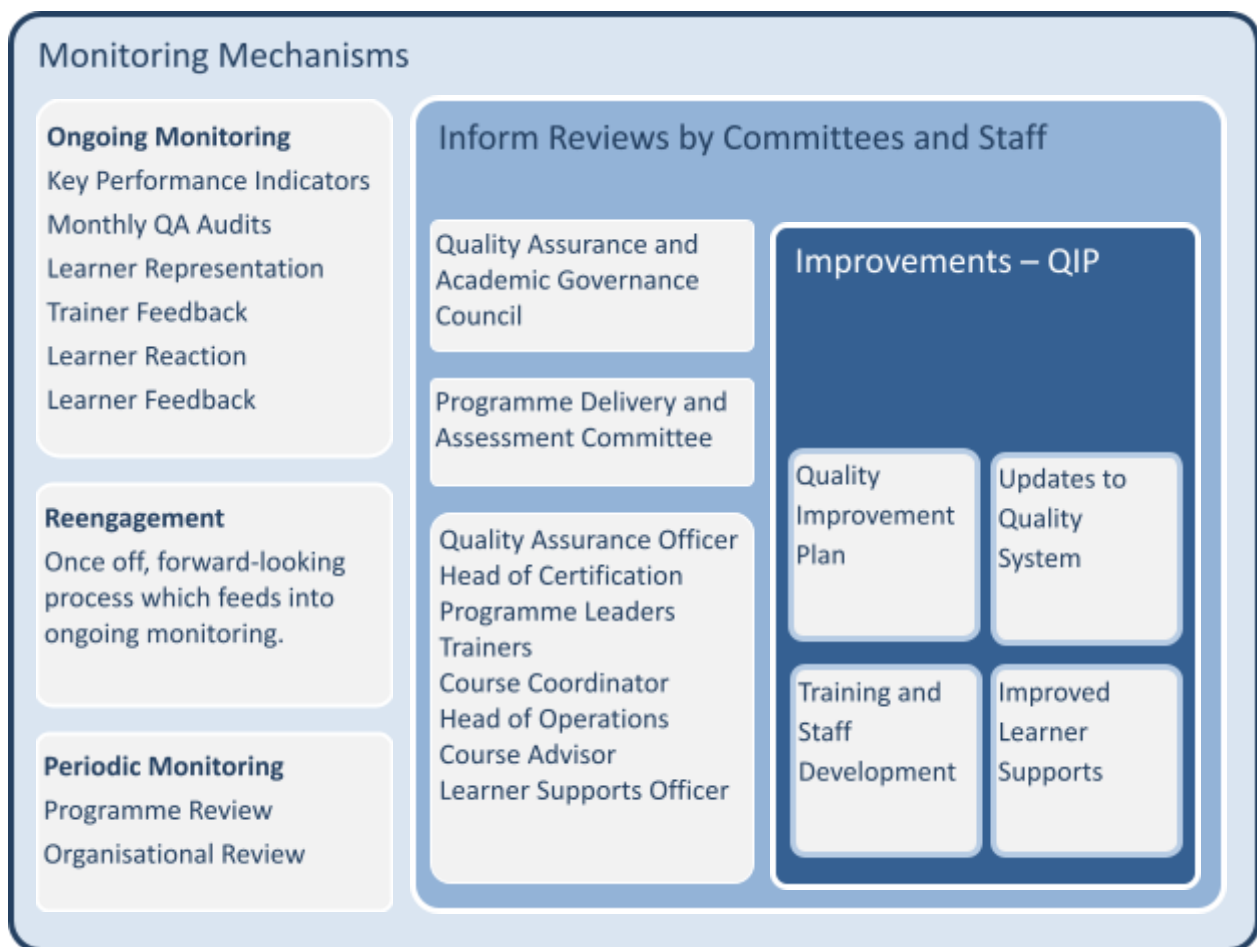 Monitoring Mechanisms
Ongoing Monitoring
Key Performance Indicators
Monthly QA Audits
Learner Representation
Trainer Feedback
Learner Reaction
Learner Feedback
Reengagement
Once off, forward-looking
process which feeds into
ongoing monitoring.
Periodic Monitoring
Programme Review
Organisational Review
Inform Reviews by Committees and Staff
Quality Assurance and
Academic Governance
Council
Programme Delivery and
Assessment Committee
Quality Assurance Officer
Head of Certification
Programme Leaders
Trainers
Course Coordinator
Head of Operations
Course Advisor
Learner Supports Officer
Improvements – QIP
Quality
Improvement
Plan
Updates to
Quality
System
Training and
Staff
Development
Improved
Learner
Supports